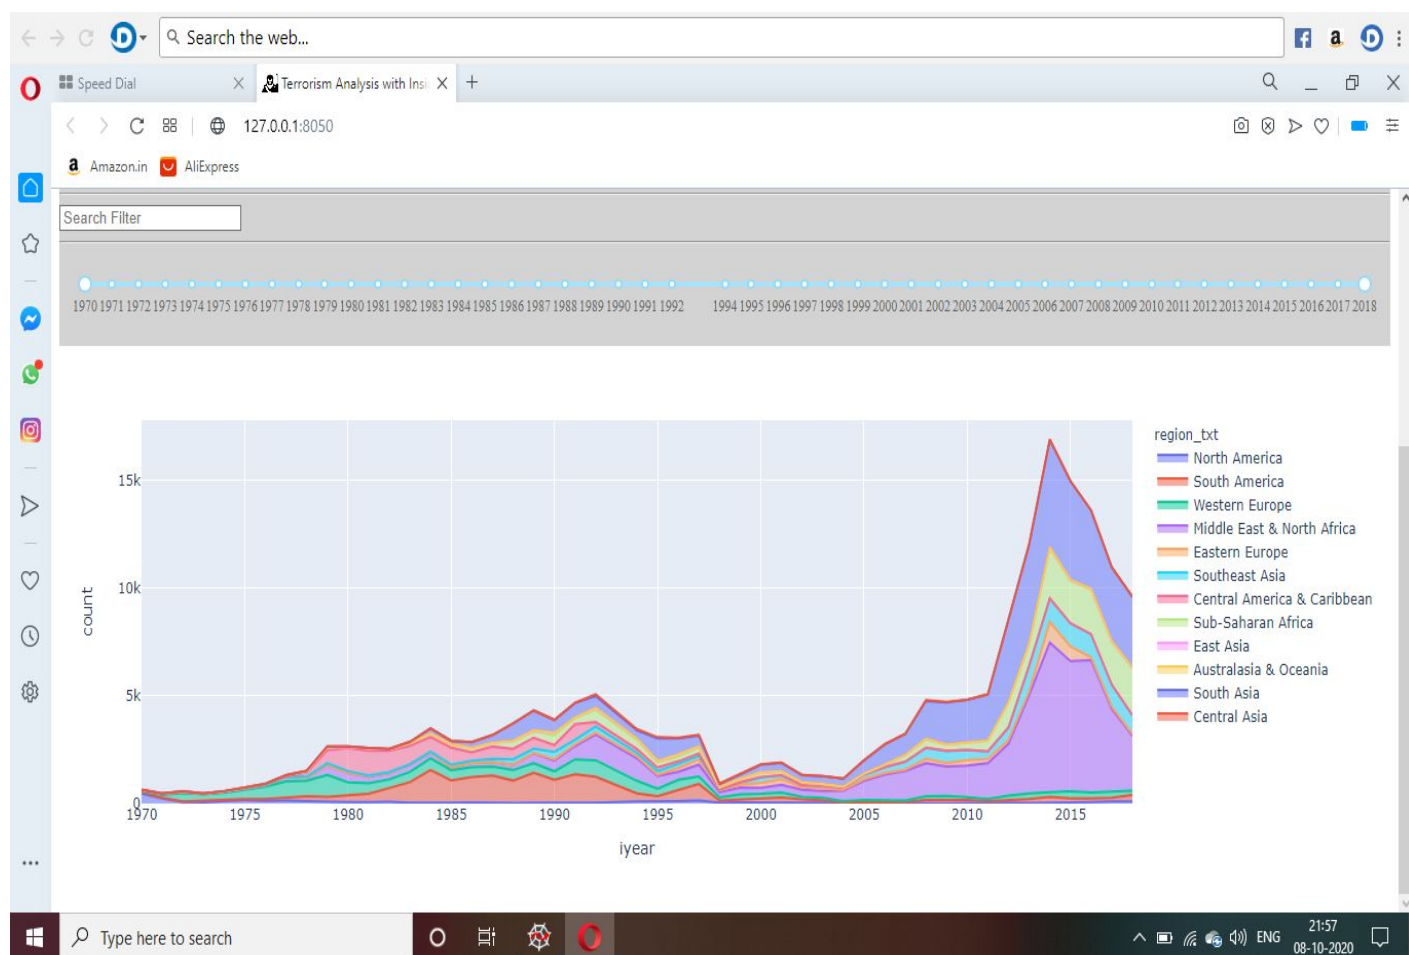 Search the web...
Speed Dial
Terrorism Analysis with Insi
127.0.0.1:8050
Amazon.in AliExpress
Search Filter
1970 1971 1972 1973 1974 1975 1976 1977 1978 1979 1980 1981 1982 1983 1984 1985 1986 1987 1988 1989 1990 1991 1992 1994 1995 1996 1997 1998 1999 2000 2001 2002 2003 2004 2005 2006 2007 2008 2009 2010 2011 2012 2013 2014 2015 2016 2017 2018
region_txt
North America
South America
Western Europe
Middle East & North Africa
Eastern Europe
Southeast Asia
Central America & Caribbean
Sub-Saharan Africa
East Asia
Australasia & Oceania
South Asia
Central Asia
15k
10k
5k
0
count
1970 1975 1980 1985 1990 1995 2000 2005 2010 2015
iyear
Type here to search
ENG
21:57
08-10-2020